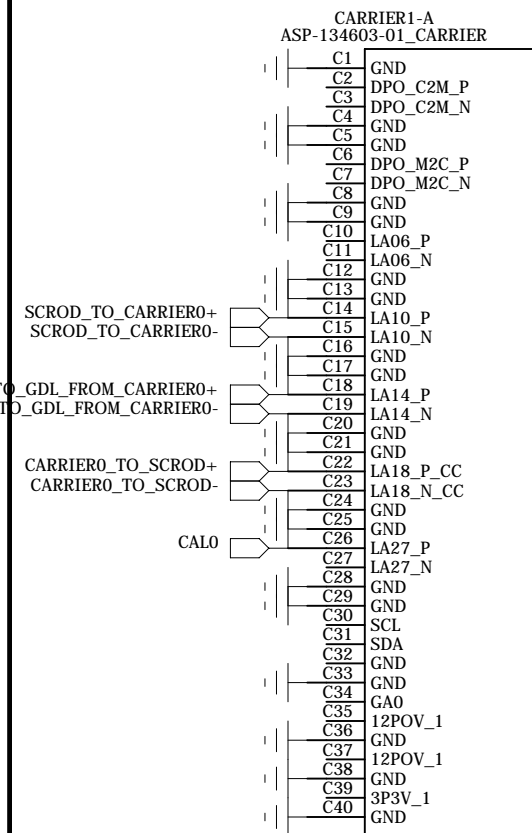 CARRIER1-A
ASP-134603-01_CARRIER
C1 GND
C2 DPO_C2M_P
C3 DPO_C2M_N
C4 GND
C5 GND
C6 DPO_M2C_P
C7 DPO_M2C_N
C8 GND
C9 GND
C10 LA06_P
C11 LA06_N
C12 GND
C13 GND
SCROD_TO_CARRIER0+ C14 LA10_P
SCROD_TO_CARRIER0- C15 LA10_N
C16 GND
C17 GND
TO_GDL_FROM_CARRIER0+ C18 LA14_P
TO_GDL_FROM_CARRIER0- C19 LA14_N
C20 GND
C21 GND
CARRIER0_TO_SCROD+ C22 LA18_P_CC
CARRIER0_TO_SCROD- C23 LA18_N_CC
C24 GND
C25 GND
CAL0 C26 LA27_P
C27 LA27_N
C28 GND
C29 GND
C30 SCL
C31 SDA
C32 GND
C33 GND
C34 GA0
C35 12POV_1
C36 GND
C37 12POV_1
C38 GND
C39 3P3V_1
C40 GND